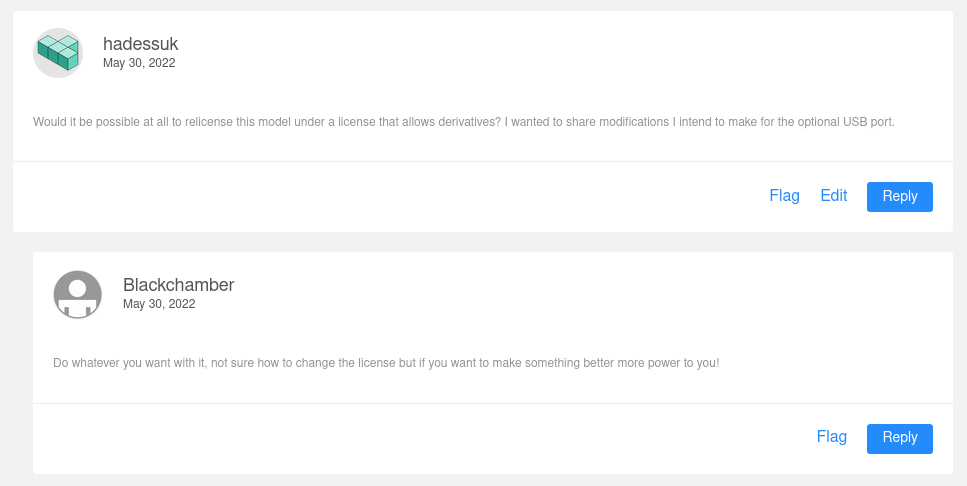 hadessuk
May 30, 2022
Would it be possible at all to relicense this model under a license that allows derivatives? I wanted to share modifications I intend to make for the optional USB port.
Flag Edit Reply
Blackchamber
May 30, 2022
Do whatever you want with it, not sure how to change the license but if you want to make something better more power to you!
Flag Reply